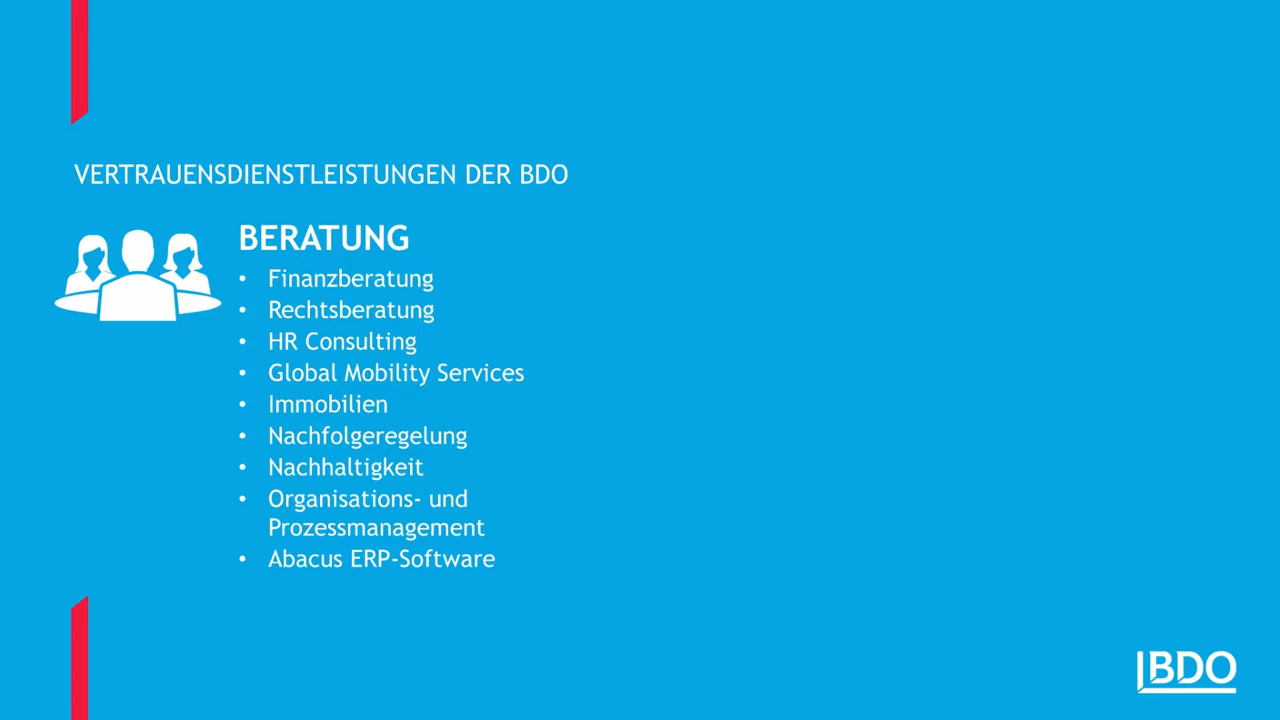 VERTRAUENSDIENSTLEISTUNGEN DER BDO
BERATUNG
• Finanzberatung
• Rechtsberatung
• HR Consulting
• Global Mobility Services
• Immobilien
• Nachfolgeregelung
• Nachhaltigkeit
• Organisations- und
Prozessmanagement
• Abacus ERP-Software
BDO